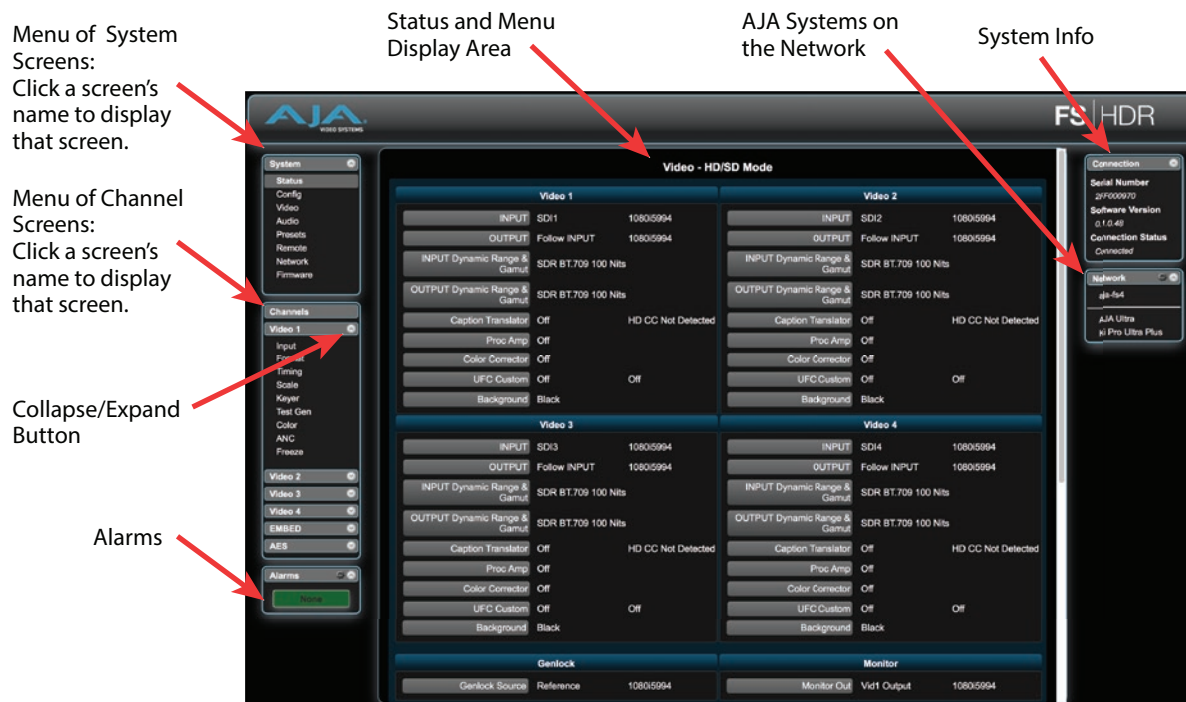 Menu of System
Screens:
Click a screen's
name to display
that screen.
Menu of Channel
Screens:
Click a screen's
name to display
that screen.
Collapse/Expand
Button
Alarms
Status and Menu
Display Area
AJA Systems on
the Network
System Info
AJA
VIDEO SYSTEMS
FS HDR
System
Status
Config
Video
Audio
Presets
Remote
Network
Firmware
Channels
Video 1
Input
Format
Timing
Scale
Keyer
Test Gen
Color
ANC
Freeze
Video 2
Video 3
Video 4
EMBED
AES
Alarms
None
Video - HD/SD Mode
Video 1
INPUT SDI1 1080i5994
OUTPUT Follow INPUT 1080i5994
INPUT Dynamic Range &
Gamut SDR BT.709 100 Nits
OUTPUT Dynamic Range &
Gamut SDR BT.709 100 Nits
Caption Translator Off HD CC Not Detected
Proc Amp Off
Color Corrector Off
UFC Custom Off Off
Background Black
Video 2
INPUT SDI2 1080i5994
OUTPUT Follow INPUT 1080i5994
INPUT Dynamic Range &
Gamut SDR BT.709 100 Nits
OUTPUT Dynamic Range &
Gamut SDR BT.709 100 Nits
Caption Translator Off HD CC Not Detected
Proc Amp Off
Color Corrector Off
UFC Custom Off Off
Background Black
Video 3
INPUT SDI3 1080i5994
OUTPUT Follow INPUT 1080i5994
INPUT Dynamic Range &
Gamut SDR BT.709 100 Nits
OUTPUT Dynamic Range &
Gamut SDR BT.709 100 Nits
Caption Translator Off HD CC Not Detected
Proc Amp Off
Color Corrector Off
UFC Custom Off Off
Background Black
Video 4
INPUT SDI4 1080i5994
OUTPUT Follow INPUT 1080i5994
INPUT Dynamic Range &
Gamut SDR BT.709 100 Nits
OUTPUT Dynamic Range &
Gamut SDR BT.709 100 Nits
Caption Translator Off HD CC Not Detected
Proc Amp Off
Color Corrector Off
UFC Custom Off Off
Background Black
Genlock
Genlock Source Reference 1080i5994
Monitor
Monitor Out Vid1 Output 1080i5994
Connection
Serial Number
2FF000970
Software Version
0.1.0.48
Connection Status
Connected
Network
aja-fs4
AJA Ultra
Ki Pro Ultra Plus